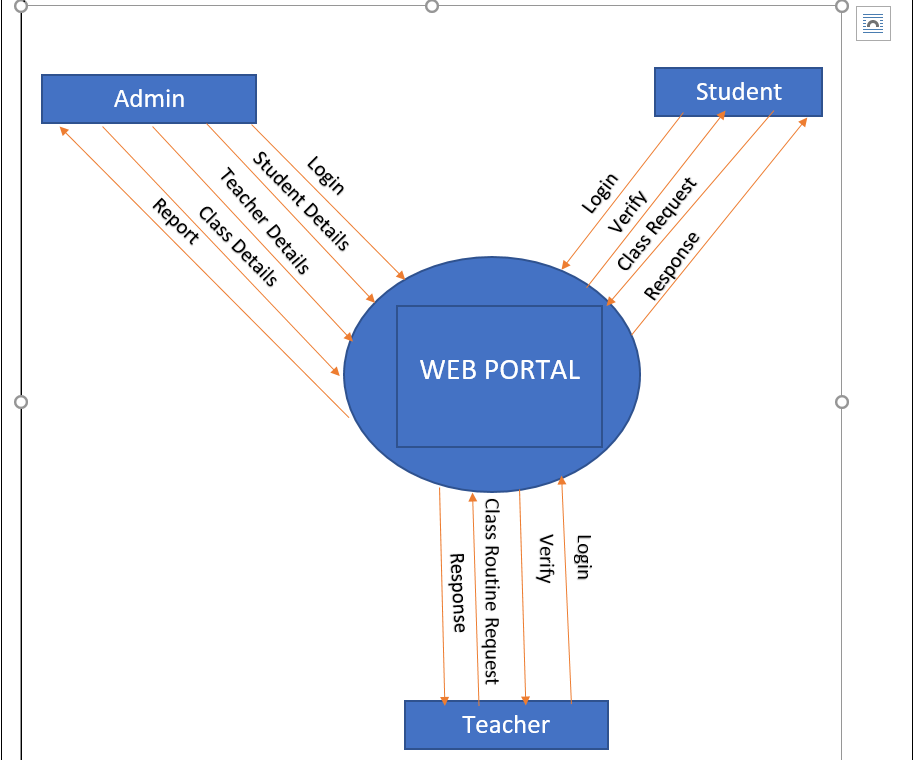 Admin
Student
Login
Student Details
Teacher Details
Class Details
Report
Login
Verify
Class Request
Response
WEB PORTAL
Response
Class Routine Request
Verify
Login
Teacher